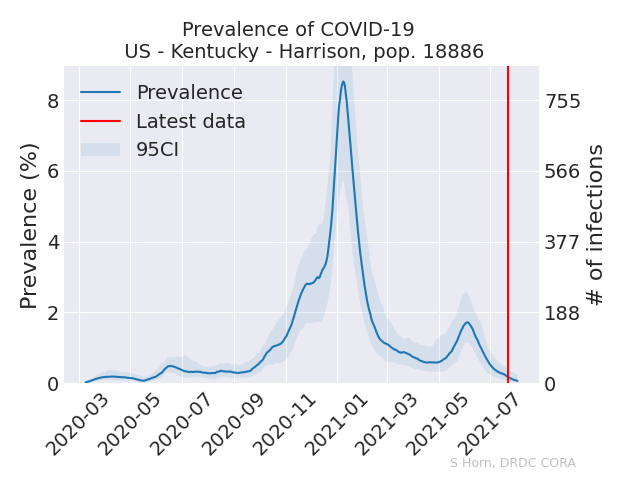 Prevalence of COVID-19
US - Kentucky - Harrison, pop. 18886
Prevalence
Latest data
95CI
Prevalence (%)
8
6
4
2
0
755
566
377
188
0
# of infections
2020-03
2020-05
2020-07
2020-09
2020-11
2021-01
2021-03
2021-05
2021-07
S Horn, DRDC CORA